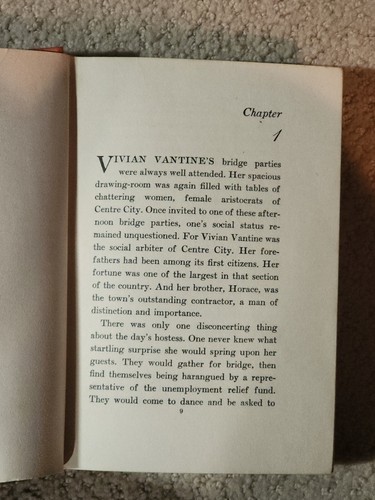 Chapter
1
VIVIAN VANTINE'S bridge parties
were always well attended. Her spacious
drawing-room was again filled with tables of
chattering women, female aristocrats of
Centre City. Once invited to one of these after-
noon bridge parties, one's social status re-
mained unquestioned. For Vivian Vantine was
the social arbiter of Centre City. Her fore-
fathers had been among its first citizens. Her
fortune was one of the largest in that section
of the country. And her brother, Horace, was
the town's outstanding contractor, a man of
distinction and importance.
There was only one disconcerting thing
about the day's hostess. One never knew what
startling surprise she would spring upon her
guests. They would gather for bridge, then
find themselves being harangued by a repre-
sentative of the unemployment relief fund.
They would come to dance and be asked to
9